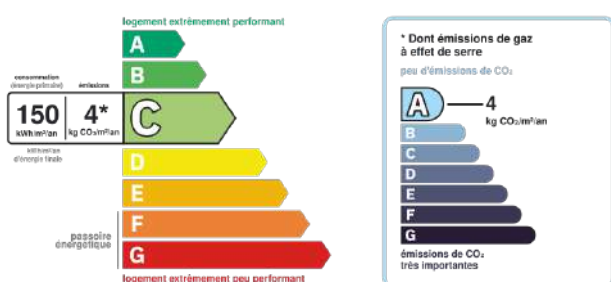 logement extrêmement performant
A
B
consommation
(énergie primaire)
émissions
150
kWh/m²/an
4*
kg CO₂/m²/an
C
d'énergie finale
D
E
F
passoire
énergétique
G
logement extrêmement peu performant
* Dont émissions de gaz
à effet de serre
peu d'émissions de CO₂
A
4
kg CO₂/m²/an
B
C
D
E
F
G
émissions de CO₂
très importantes